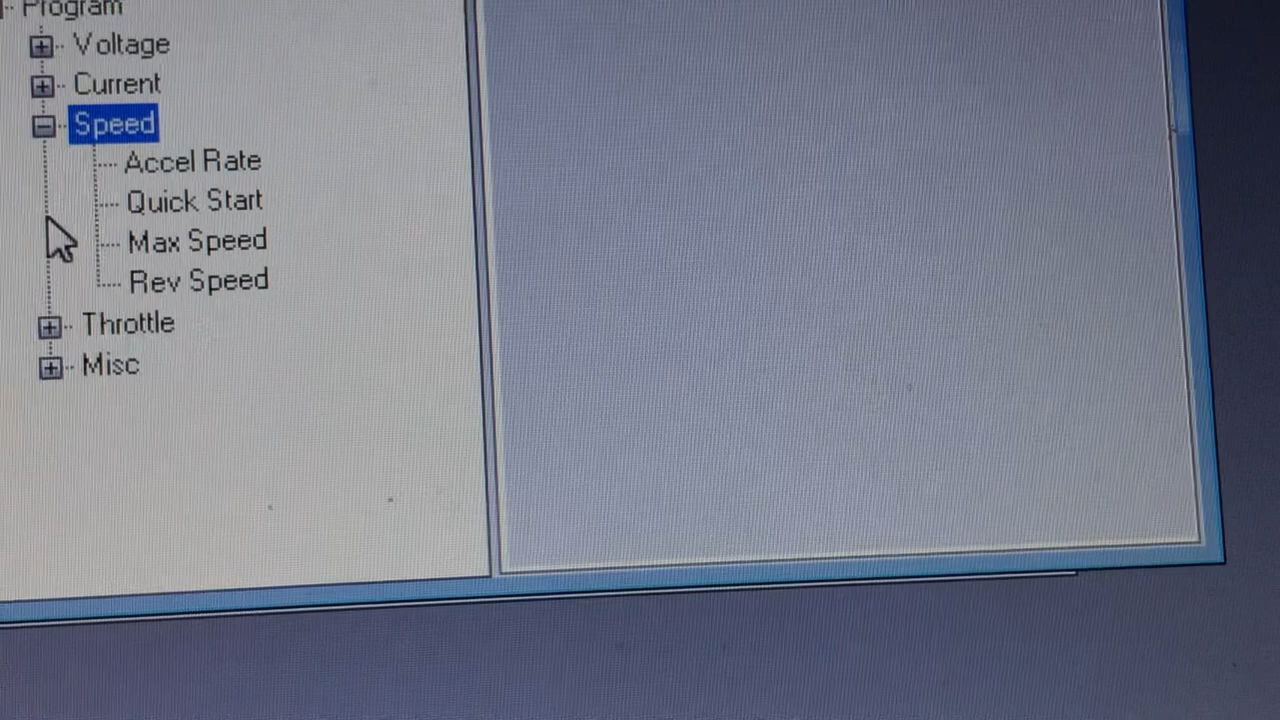 Program
Voltage
Current
Speed
Accel Rate
Quick Start
Max Speed
Rev Speed
Throttle
Misc